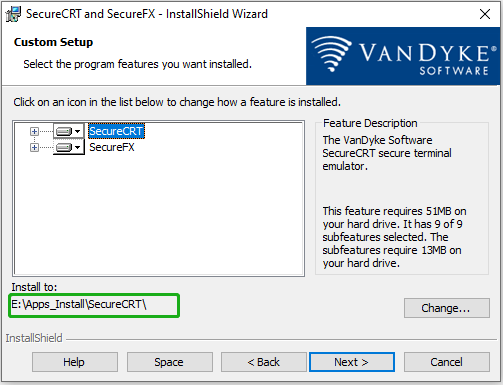 SecureCRT and SecureFX - InstallShield Wizard
Custom Setup
Select the program features you want installed.
VANDYKE®
SOFTWARE
Click on an icon in the list below to change how a feature is installed.
SecureCRT
SecureFX
Feature Description
The VanDyke Software
SecureCRT secure terminal
emulator.
This feature requires 51MB on
your hard drive. It has 9 of 9
subfeatures selected. The
subfeatures require 13MB on
your hard drive.
Install to:
E:\Apps_Install\SecureCRT\
Change...
InstallShield
Help
Space
< Back
Next >
Cancel